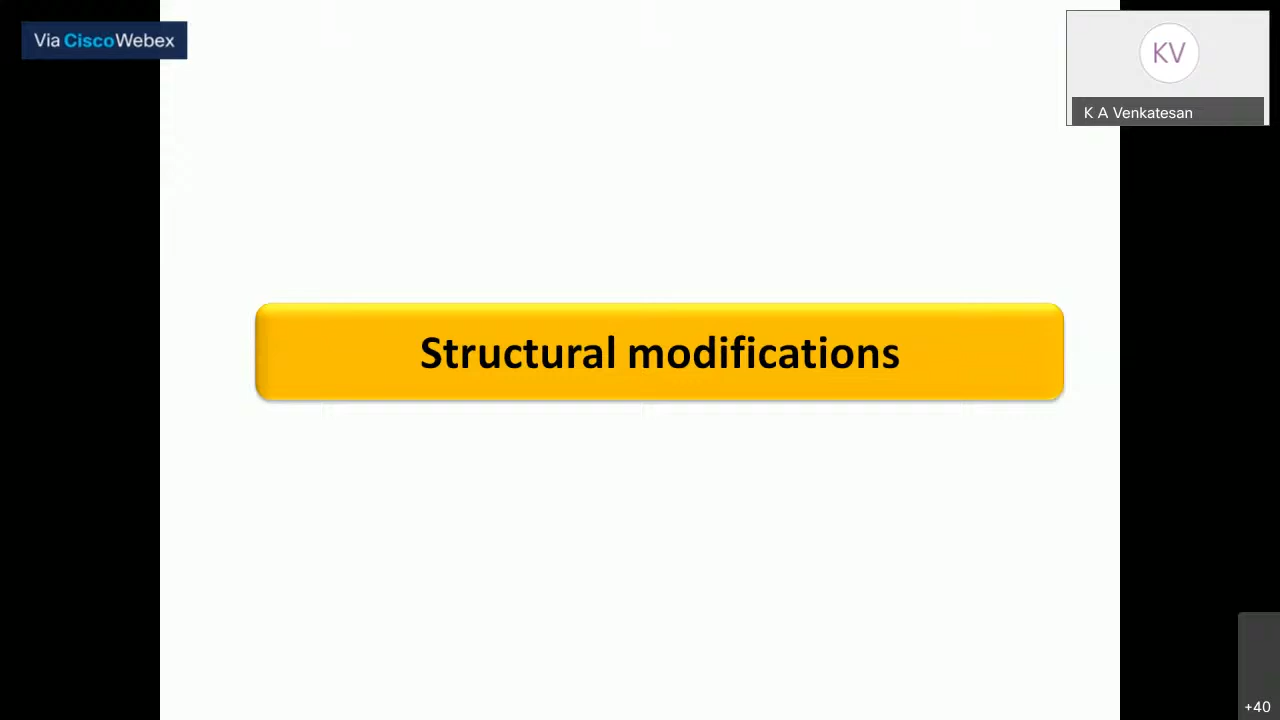 Via CiscoWebex
KV
K A Venkatesan
Structural modifications
+40